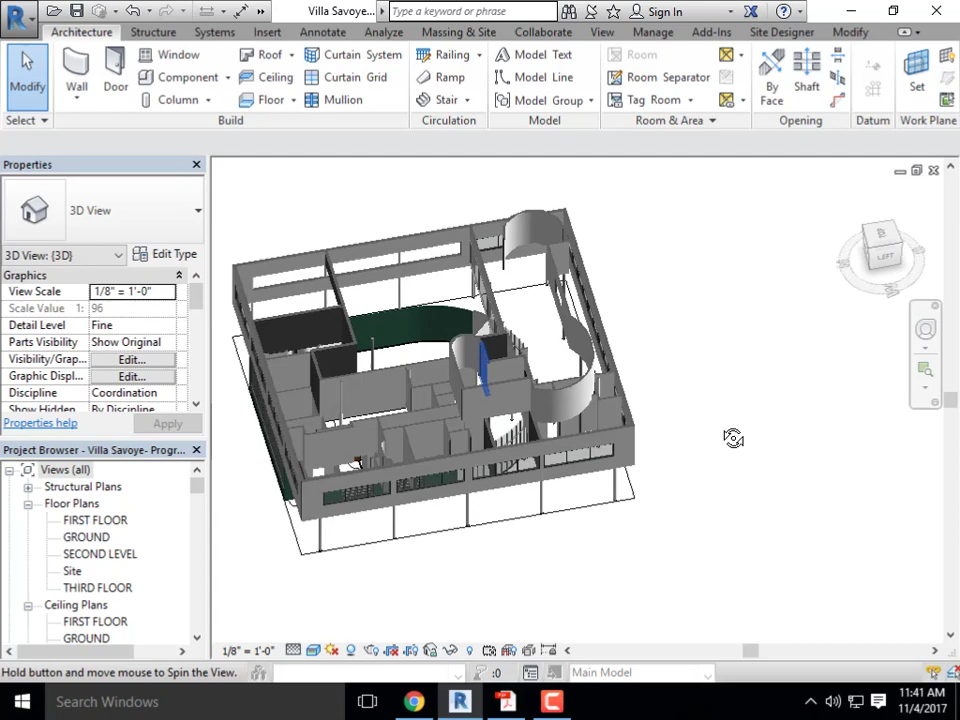 Villa Savoye...
Type a keyword or phrase
Sign In
Architecture Structure Systems Insert Annotate Analyze Massing & Site Collaborate View Manage Add-Ins Site Designer Modify
Modify
Wall
Door
Window
Component
Column
Roof
Ceiling
Floor
Curtain System
Curtain Grid
Mullion
Railing
Ramp
Stair
Model Text
Model Line
Model Group
Room
Room Separator
Tag Room
By Face
Shaft
Set
Select Build Circulation Model Room & Area Opening Datum Work Plane
Properties
3D View
3D View: {3D} Edit Type
Graphics
View Scale 1/8" = 1'-0"
Scale Value 1: 96
Detail Level Fine
Parts Visibility Show Original
Visibility/Grap... Edit...
Graphic Displ... Edit...
Discipline Coordination
Show Hidden By Discipline
Properties help Apply
Project Browser - Villa Savoye- Progr...
Views (all)
Structural Plans
Floor Plans
FIRST FLOOR
GROUND
SECOND LEVEL
Site
THIRD FLOOR
Ceiling Plans
FIRST FLOOR
GROUND
LEFT
1/8" = 1'-0"
Hold button and move mouse to Spin the View. :0 Main Model
Search Windows
11:41 AM
11/4/2017